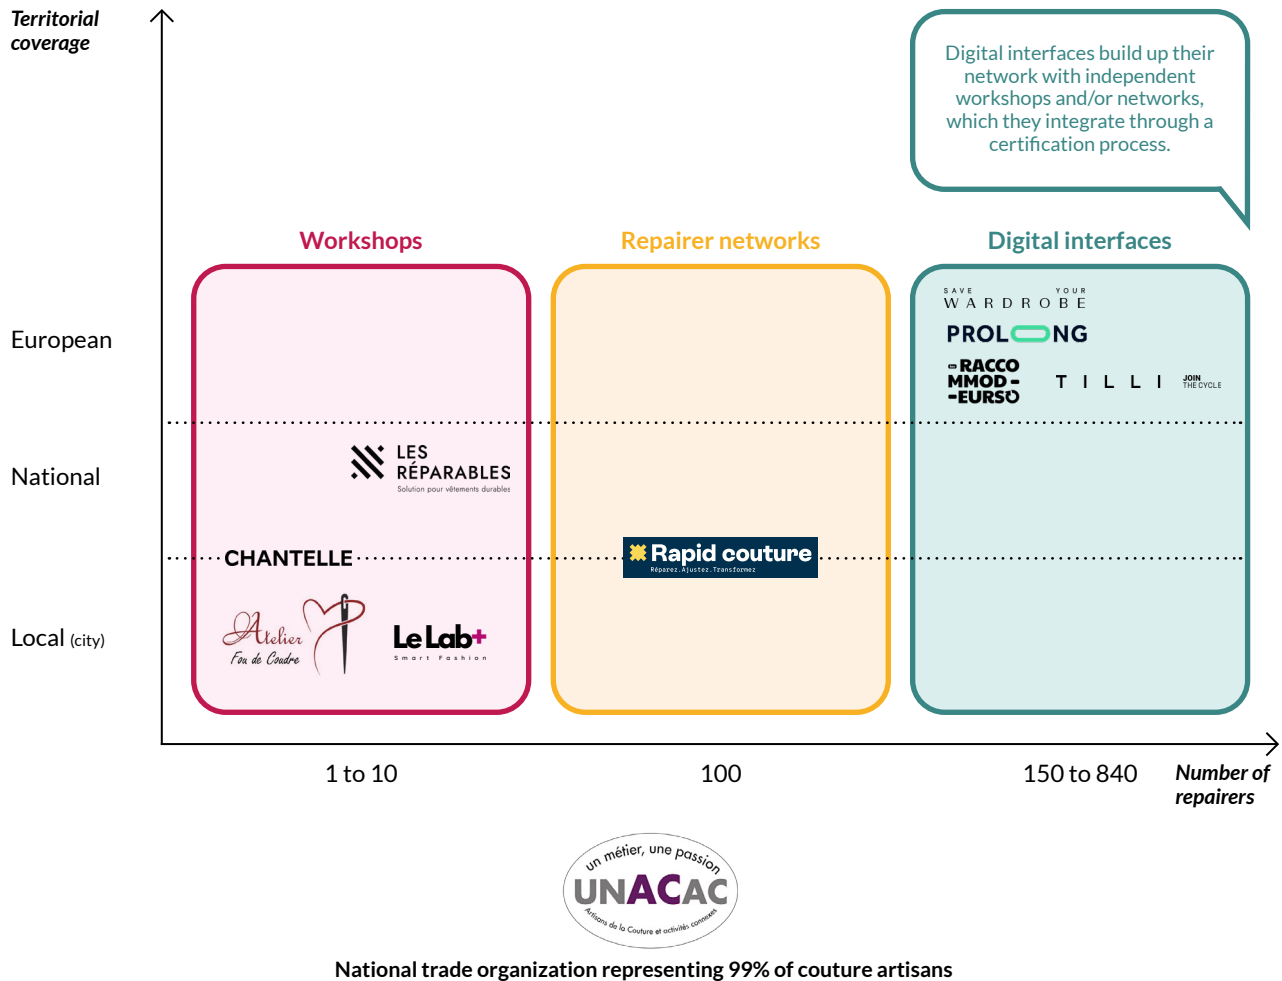 Territorial
coverage
Digital interfaces build up their
network with independent
workshops and/or networks,
which they integrate through a
certification process.
Workshops
Repairer networks
Digital interfaces
European
SAVE YOUR
WARDROBE
PROLONG
RACCO
MMOD-
-EURS
TILLI
JOIN
THE CYCLE
National
LES
RÉPARABLES
Solution pour vêtements durables
CHANTELLE
Rapid couture
Réparez.Ajustez.Transformez
Local (city)
Atelier
Fou de Coudre
Le Lab+
Smart Fashion
1 to 10
100
150 to 840
Number of
repairers
un métier, une passion
UNACAC
Artisans de la Couture et activités connexes
National trade organization representing 99% of couture artisans